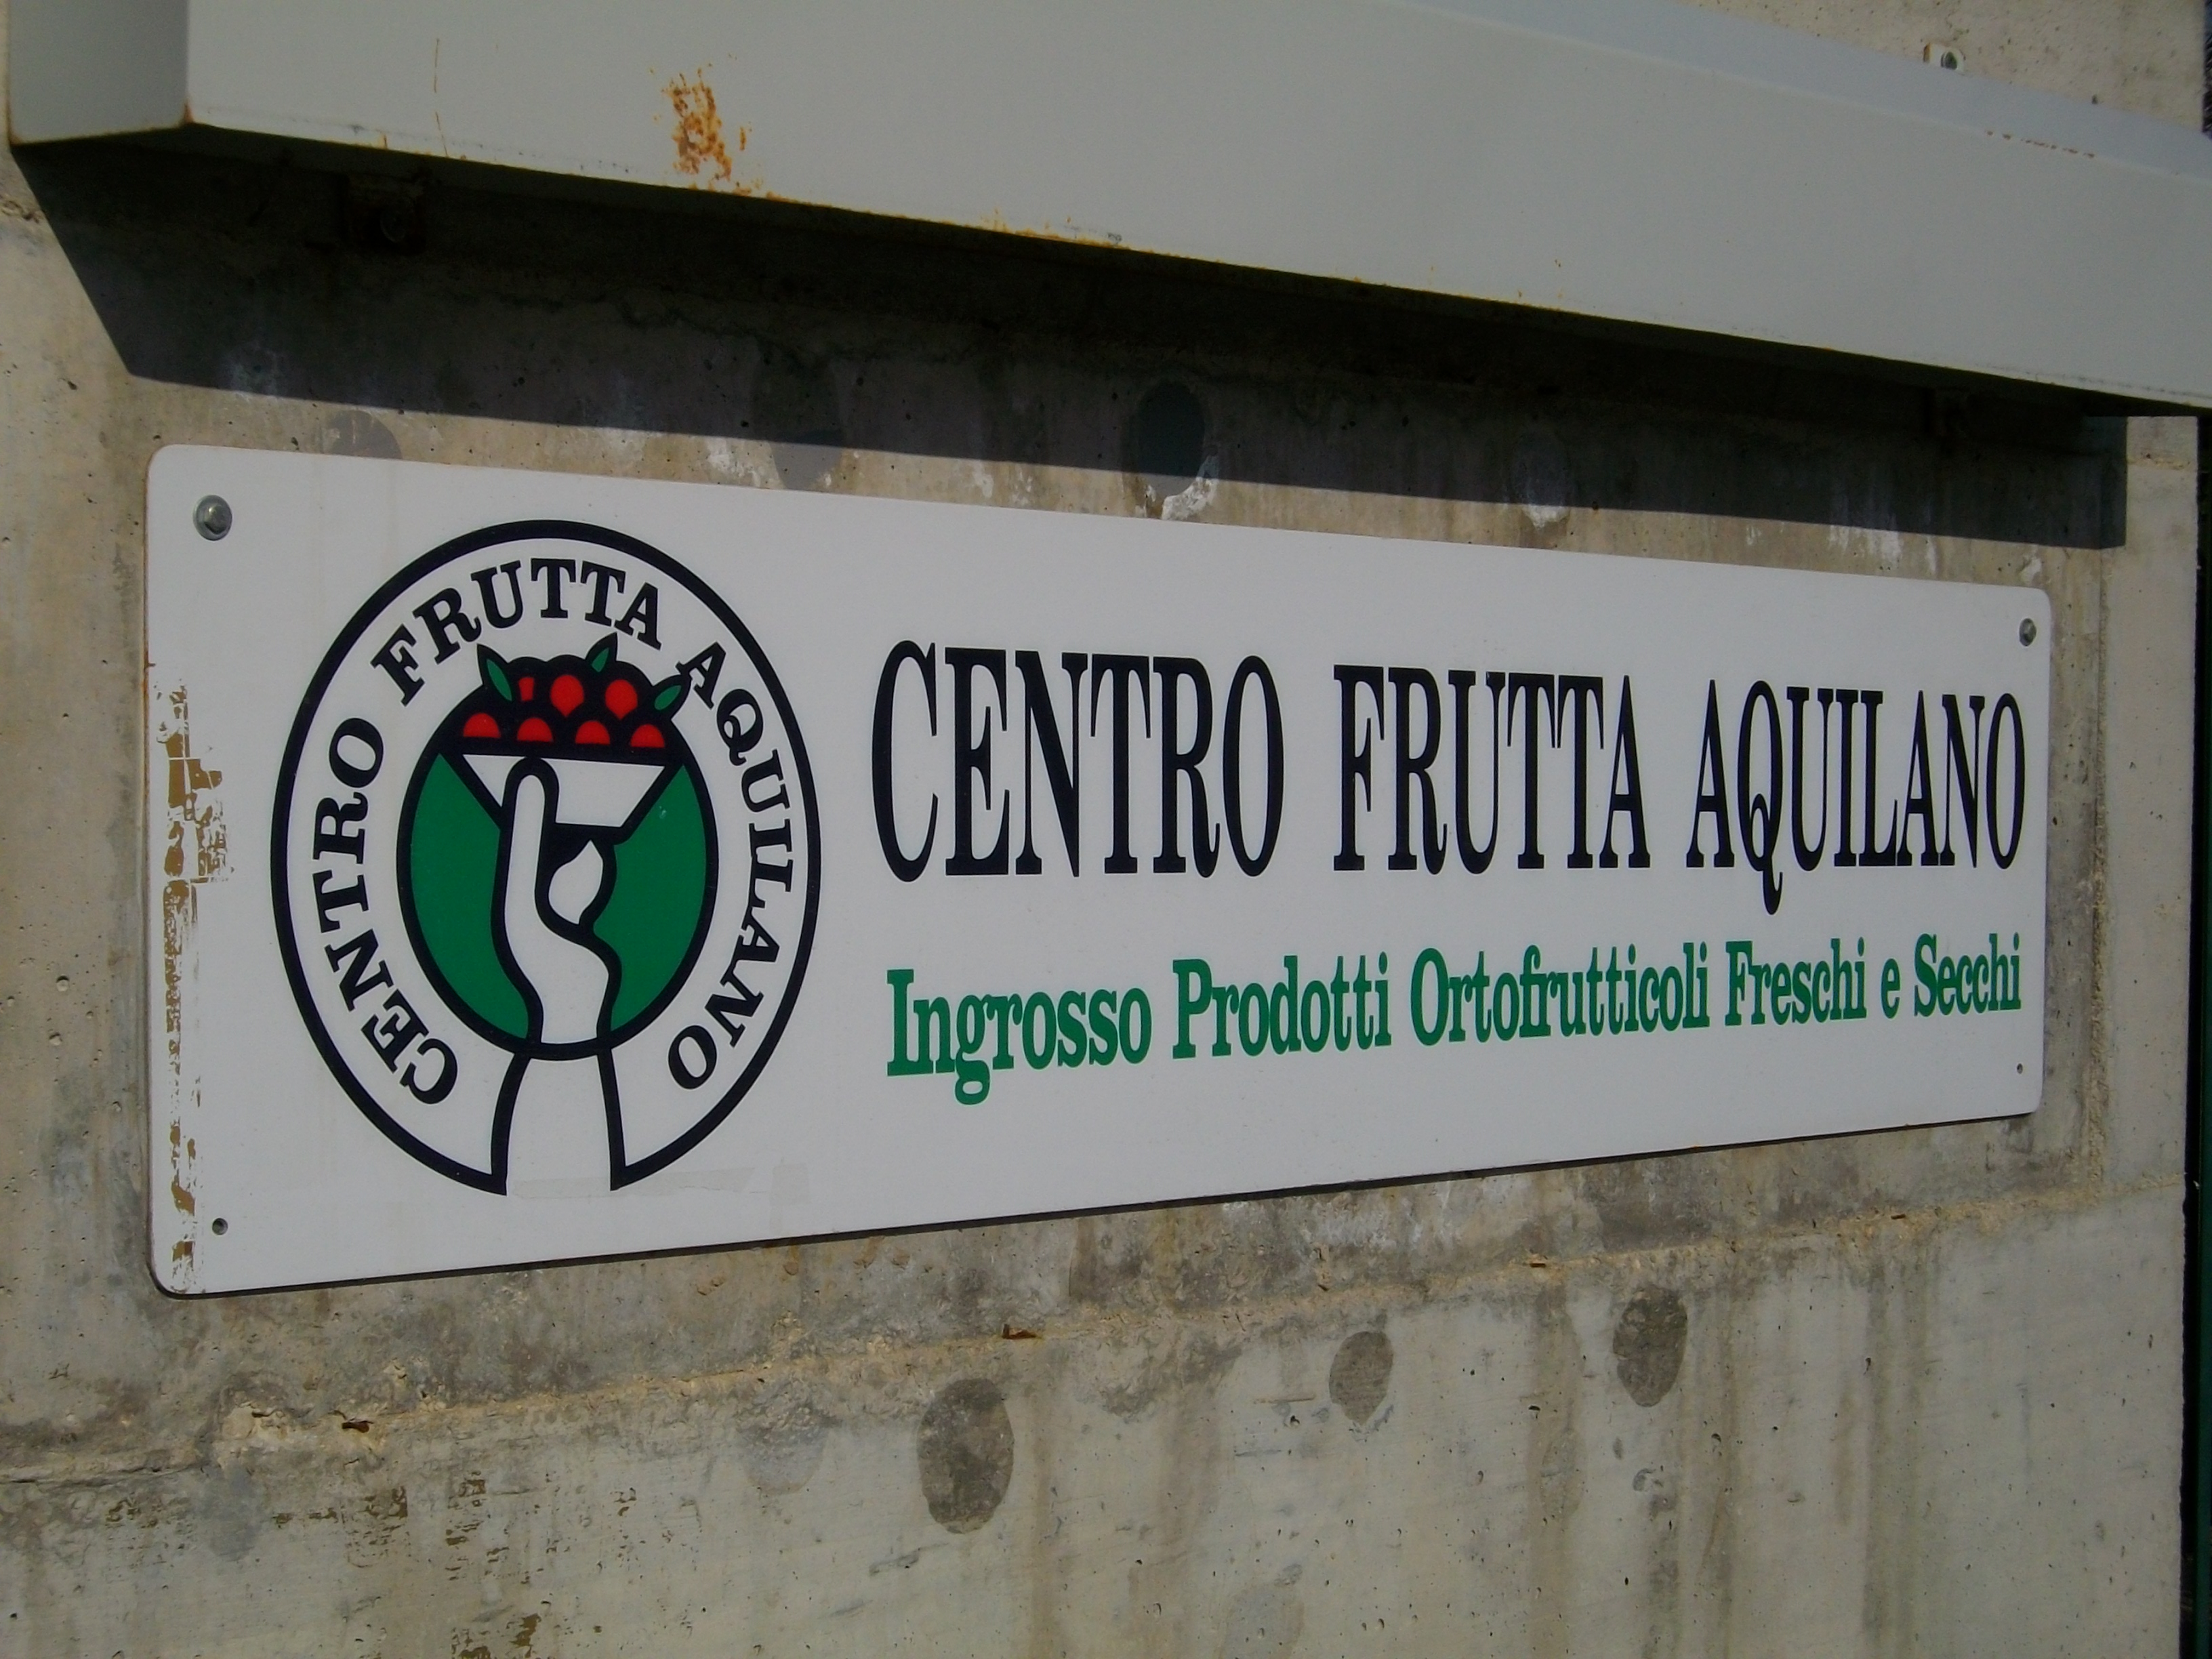 CENTRO FRUTTA AQUILANO
CENTRO FRUTTA AQUILANO
Ingrosso Prodotti Ortofrutticoli Freschi e Secchi